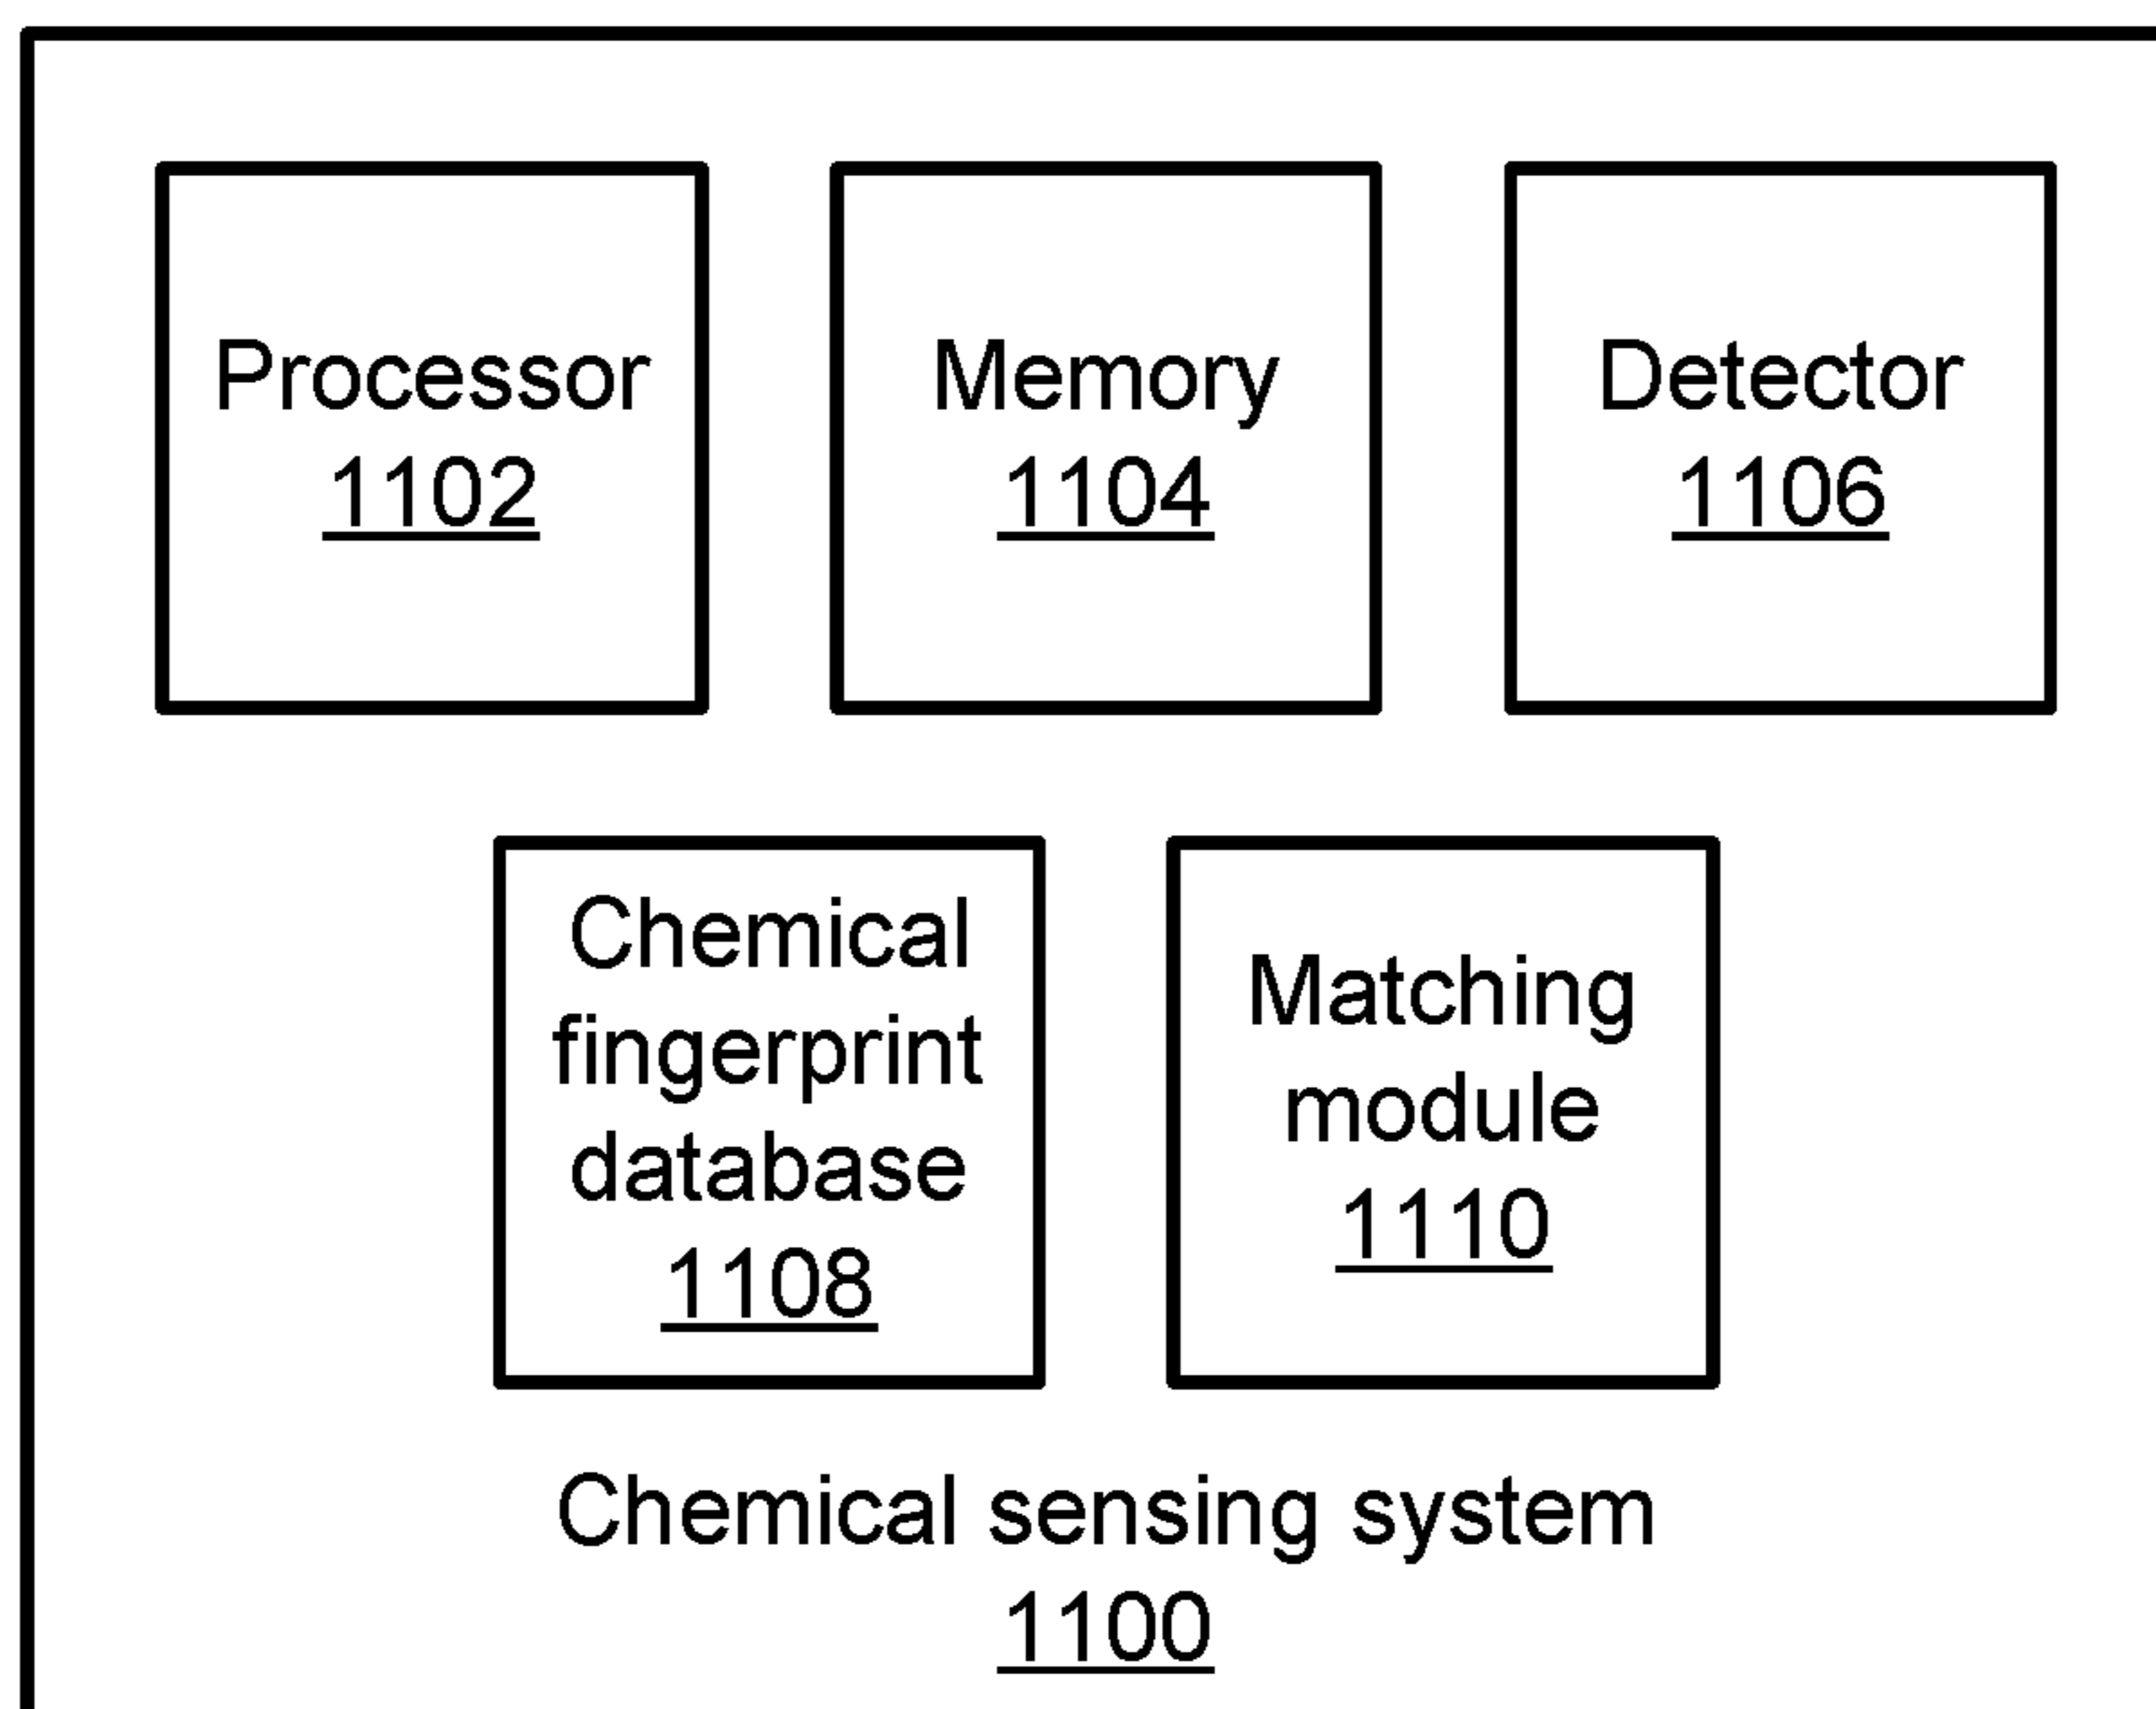 Processor
1102
Memory
1104
Detector
1106
Chemical
fingerprint
database
1108
Matching
module
1110
Chemical sensing system
1100